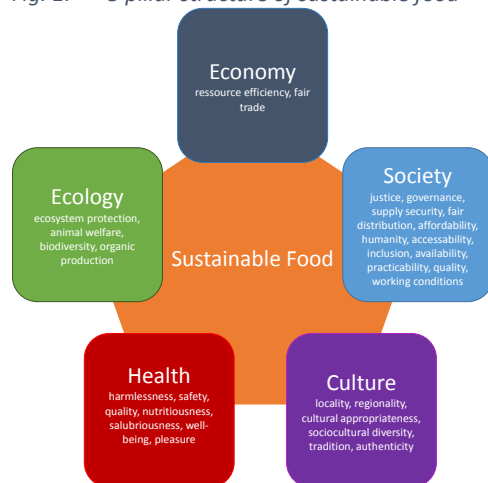 Economy
ressource efficiency, fair
trade
Ecology
ecosystem protection,
animal welfare,
biodiversity, organic
production
Society
justice, governance,
supply security, fair
distribution, affordability,
humanity, accessability,
inclusion, availability,
practicability, quality,
working conditions
Sustainable Food
Health
harmlessness, safety,
quality, nutritiousness,
salubriousness, well-
being, pleasure
Culture
locality, regionality,
cultural appropriateness,
sociocultural diversity,
tradition, authenticity